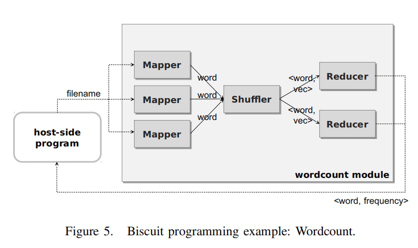 filename
host-side
program
Mapper
Mapper
Mapper
word
word
word
Shuffler
<word,
vec>
<word,
vec>
Reducer
Reducer
wordcount module
<word, frequency>
Figure 5. Biscuit programming example: Wordcount.